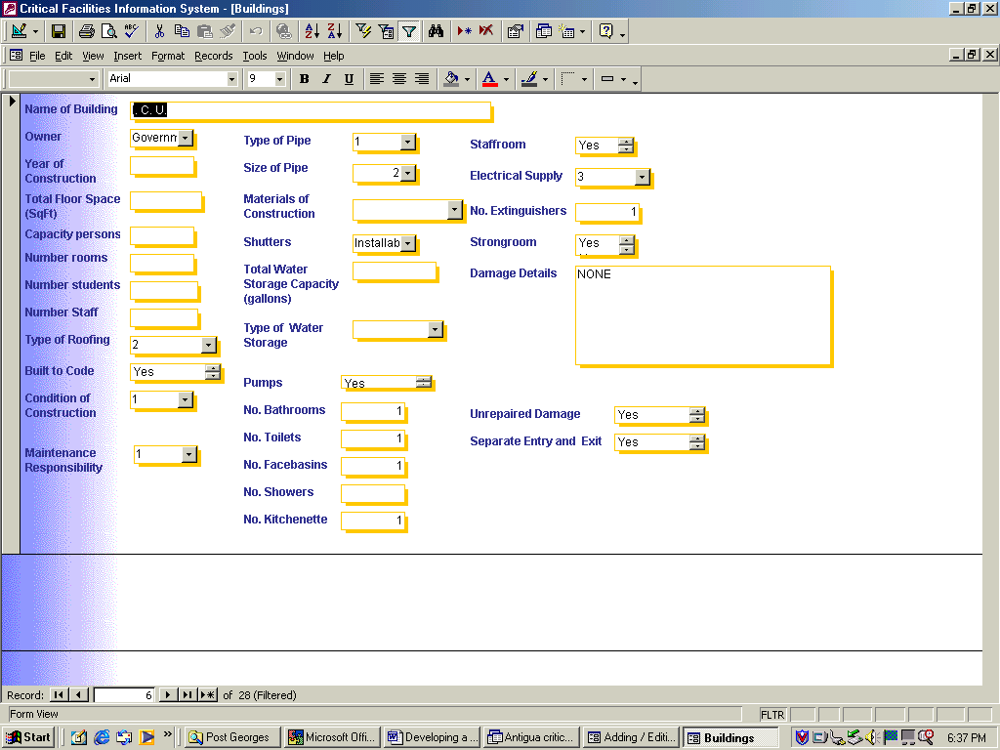 Critical Facilities Information System - [Buildings]
File Edit View Insert Format Records Tools Window Help
Arial 9 B I U A
Name of Building I. C. U.
Owner Governm
Year of
Construction
Total Floor Space
(SqFt)
Capacity persons
Number rooms
Number students
Number Staff
Type of Roofing 2
Built to Code Yes
Condition of
Construction 1
Maintenance
Responsibility 1
Type of Pipe 1
Size of Pipe 2
Materials of
Construction
Shutters Installab
Total Water
Storage Capacity
(gallons)
Type of Water
Storage
Pumps Yes
No. Bathrooms 1
No. Toilets 1
No. Facebasins 1
No. Showers
No. Kitchenette 1
Staffroom Yes
Electrical Supply 3
No. Extinguishers 1
Strongroom Yes
Damage Details NONE
Unrepaired Damage Yes
Separate Entry and Exit Yes
Record: 6 of 28 (Filtered)
Form View FLTR
Start Post Georges Microsoft Offi... Developing a ... Antigua critic... Adding / Editi... Buildings 6:37 PM